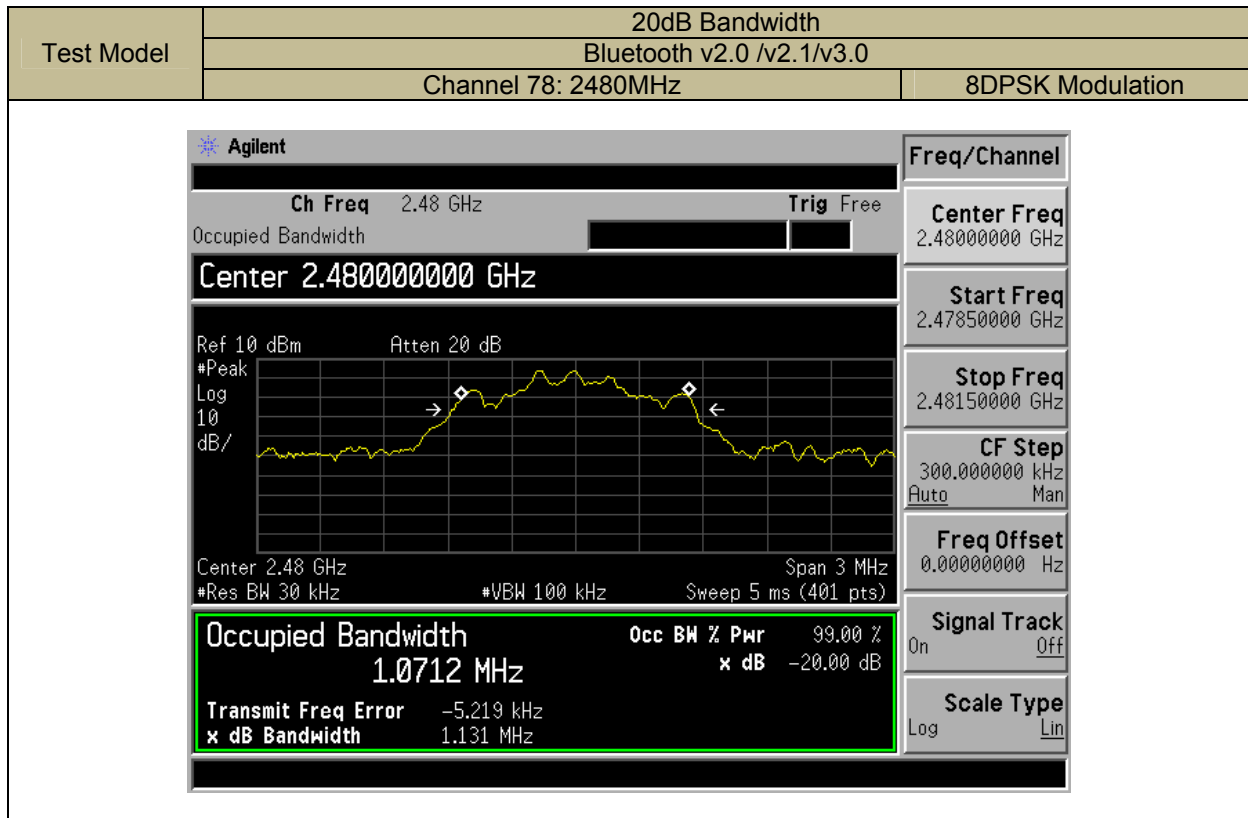 Test Model
20dB Bandwidth
Bluetooth v2.0 /v2.1/v3.0
Channel 78: 2480MHz
8DPSK Modulation
Agilent
Freq/Channel
Ch Freq 2.48 GHz Trig Free
Occupied Bandwidth
Center 2.480000000 GHz
Ref 10 dBm Atten 20 dB
#Peak
Log
10
dB/
Center 2.48 GHz Span 3 MHz
#Res BW 30 kHz #VBW 100 kHz Sweep 5 ms (401 pts)
Occupied Bandwidth Occ BW % Pwr 99.00 %
1.0712 MHz x dB -20.00 dB
Transmit Freq Error -5.219 kHz
x dB Bandwidth 1.131 MHz
Center Freq
2.48000000 GHz
Start Freq
2.47850000 GHz
Stop Freq
2.48150000 GHz
CF Step
300.000000 kHz
Auto Man
Freq Offset
0.00000000 Hz
Signal Track
On Off
Scale Type
Log Lin